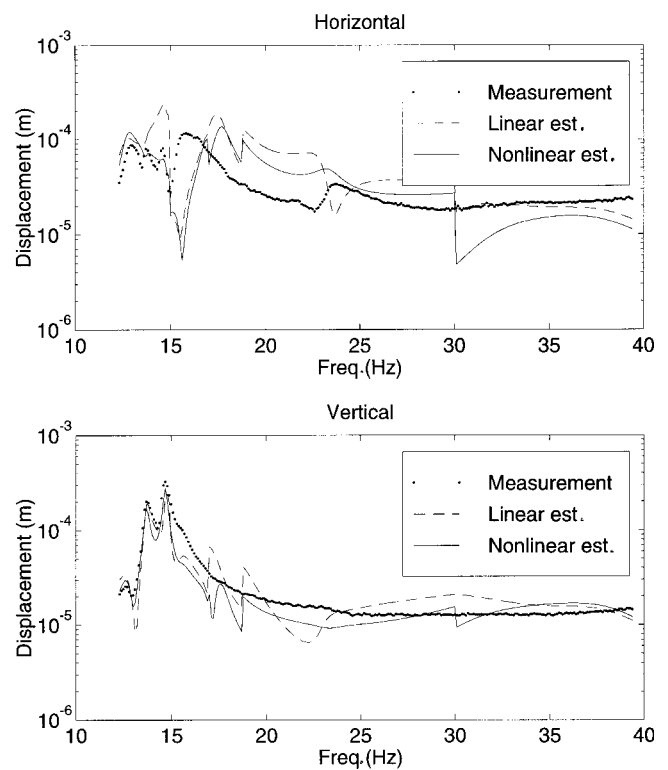 Horizontal
10^-3
10^-4
10^-5
10^-6
Displacement (m)
Measurement
Linear est.
Nonlinear est.
10 15 20 25 30 35 40
Freq.(Hz)
Vertical
10^-3
10^-4
10^-5
10^-6
Displacement (m)
Measurement
Linear est.
Nonlinear est.
10 15 20 25 30 35 40
Freq.(Hz)